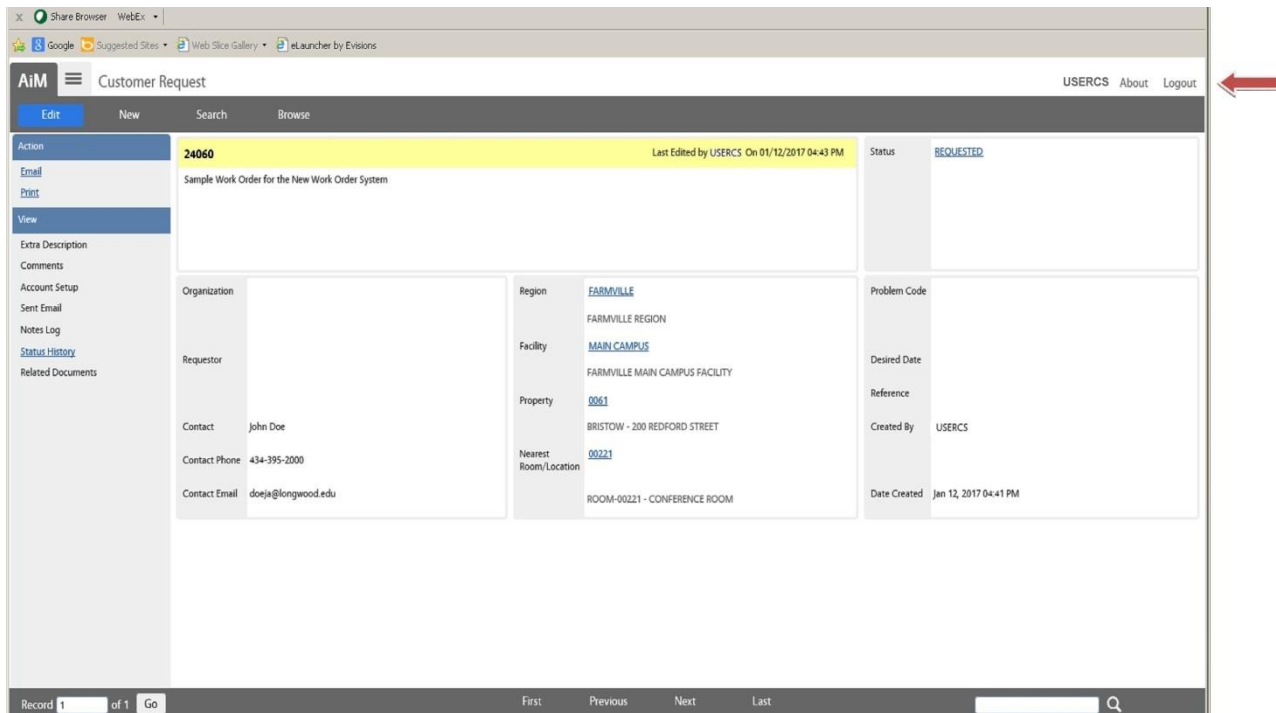 x Share Browser WebEx
Google Suggested Sites Web Slice Gallery eLauncher by Evisions
AiM Customer Request USERCS About Logout
Edit New Search Browse
Action
Email
Print
View
Extra Description
Comments
Account Setup
Sent Email
Notes Log
Status History
Related Documents
24060 Last Edited by USERCS On 01/12/2017 04:43 PM
Sample Work Order for the New Work Order System
Status REQUESTED
Organization
Requestor
Contact John Doe
Contact Phone 434-395-2000
Contact Email doeja@longwood.edu
Region FARMVILLE
FARMVILLE REGION
Facility MAIN CAMPUS
FARMVILLE MAIN CAMPUS FACILITY
Property 0061
BRISTOW - 200 REDFORD STREET
Nearest 00221
Room/Location
ROOM-00221 - CONFERENCE ROOM
Problem Code
Desired Date
Reference
Created By USERCS
Date Created Jan 12, 2017 04:41 PM
Record 1 of 1 Go First Previous Next Last